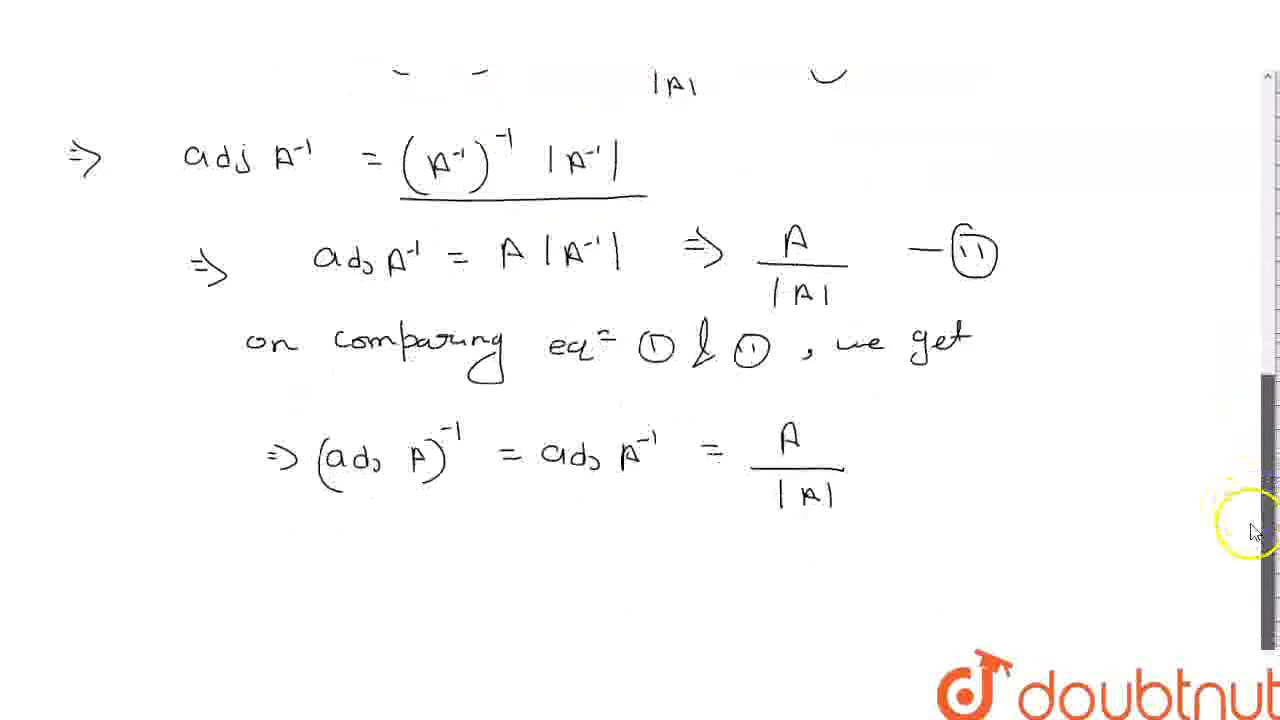 |A|
⇒ adj A⁻¹ = (A⁻¹)⁻¹ |A⁻¹|
⇒ adj A⁻¹ = A |A⁻¹| ⇒ A/|A| — (ii)
on comparing eqⁿ (i) & (ii), we get
⇒ (adj A)⁻¹ = adj A⁻¹ = A/|A|
doubtnut